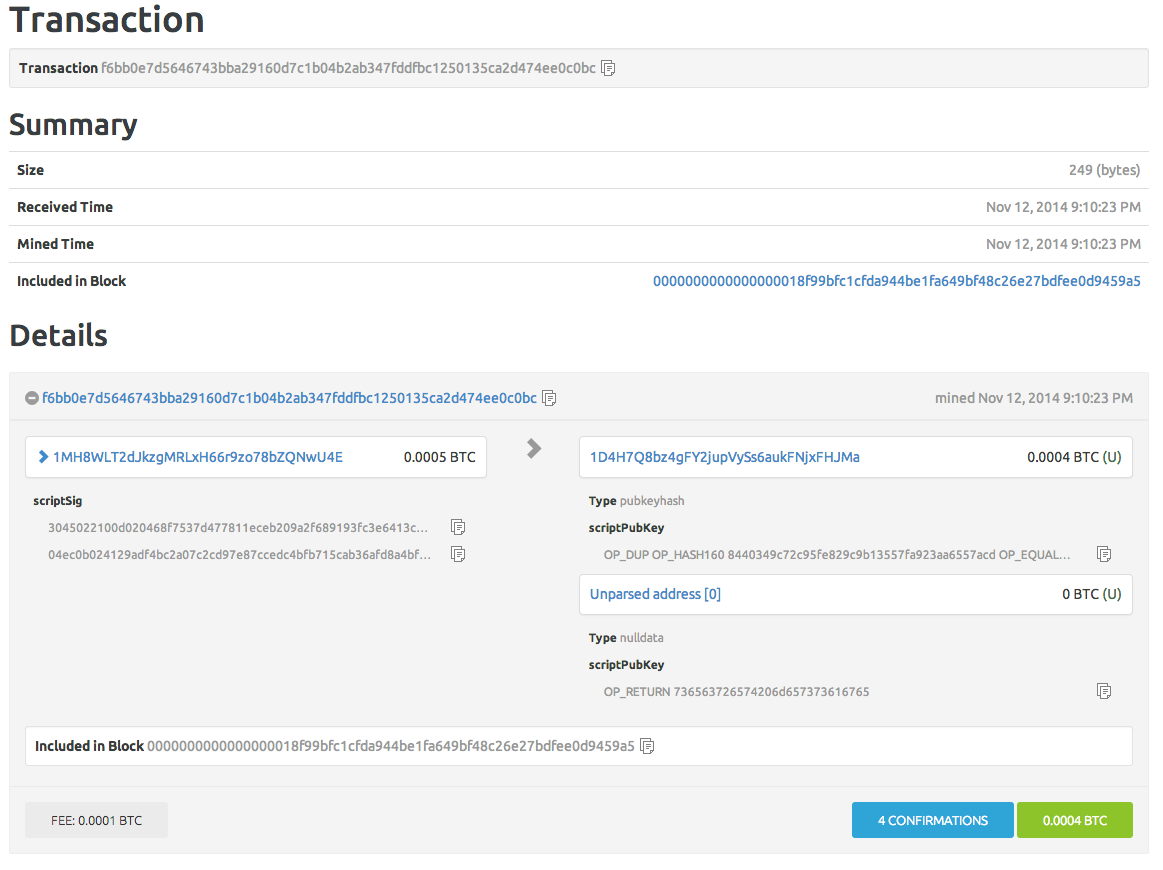 Transaction
Transaction f6bb0e7d5646743bba29160d7c1b04b2ab347fddfbc1250135ca2d474ee0c0bc
Summary
Size 249 (bytes)
Received Time Nov 12, 2014 9:10:23 PM
Mined Time Nov 12, 2014 9:10:23 PM
Included in Block 0000000000000000018f99bfc1cfda944be1fa649bf48c26e27bdfee0d9459a5
Details
f6bb0e7d5646743bba29160d7c1b04b2ab347fddfbc1250135ca2d474ee0c0bc mined Nov 12, 2014 9:10:23 PM
1MH8WLT2dJkzgMRLxH66r9zo78bZQNwU4E 0.0005 BTC
1D4H7Q8bz4gFY2jupVySs6aukFNjxFHJMa 0.0004 BTC (U)
scriptSig
3045022100d020468f7537d477811eceb209a2f689193fc3e6413c...
04ec0b024129adf4bc2a07c2cd97e87ccedc4bfb715cab36afd8a4bf...
Type pubkeyhash
scriptPubKey
OP_DUP OP_HASH160 8440349c72c95fe829c9b13557fa923aa6557acd OP_EQUAL...
Unparsed address [0] 0 BTC (U)
Type nulldata
scriptPubKey
OP_RETURN 736563726574206d657373616765
Included in Block 0000000000000000018f99bfc1cfda944be1fa649bf48c26e27bdfee0d9459a5
FEE: 0.0001 BTC
4 CONFIRMATIONS
0.0004 BTC